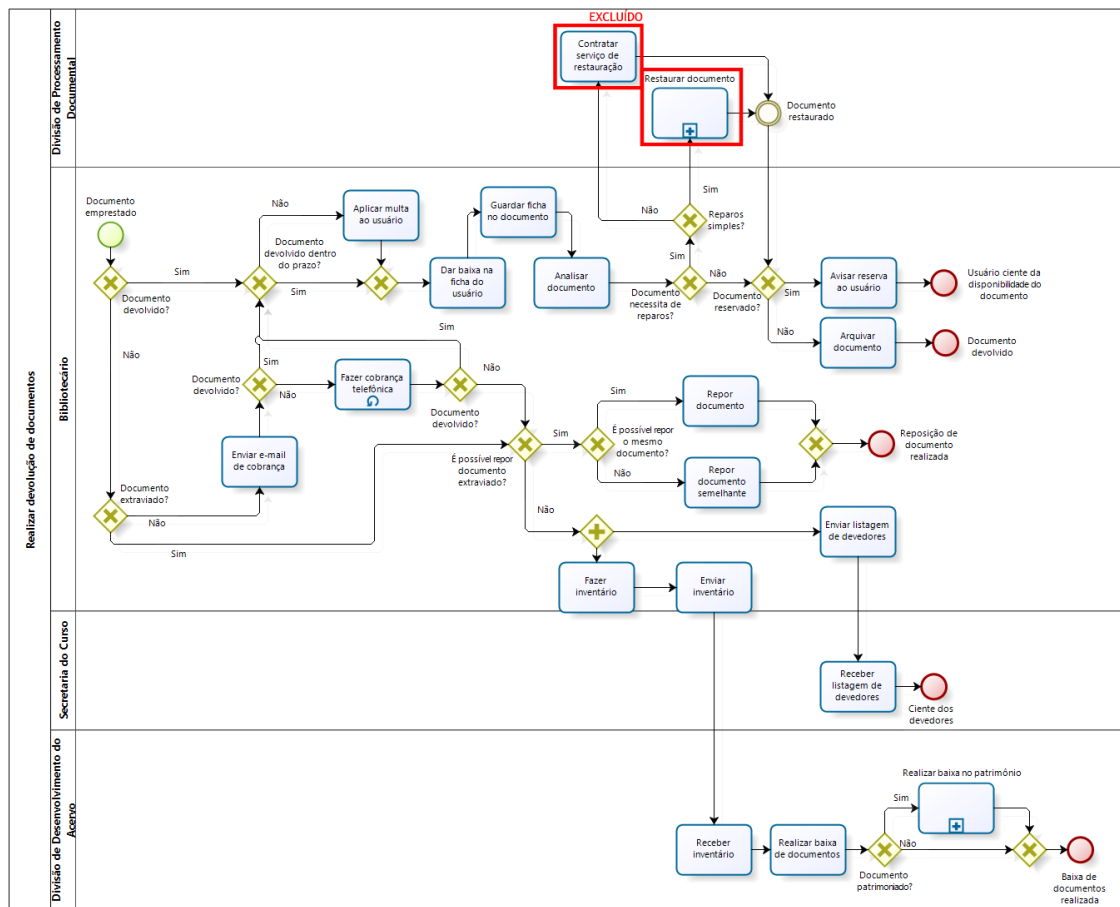 EXCLUÍDO
Realizar devolução de documentos
Divisão de Processamento
Documental
Contratar
serviço de
restauração
Restaurar documento
Documento
restaurado
Bibliotecário
Documento
emprestado
Documento
devolvido?
Sim
Não
Não
Documento
devolvido dentro
do prazo?
Sim
Aplicar multa
ao usuário
Dar baixa na
ficha do
usuário
Guardar ficha
no documento
Analisar
documento
Documento
necessita de
reparos?
Sim
Não
Reparos
simples?
Não
Sim
Documento
reservado?
Sim
Avisar reserva
ao usuário
Usuário ciente da
disponibilidade do
documento
Não
Arquivar
documento
Documento
devolvido
Documento
devolvido?
Sim
Não
Fazer cobrança
telefônica
Sim
Documento
devolvido?
Não
Enviar e-mail
de cobrança
Documento
extraviado?
Não
Sim
É possível repor
documento
extraviado?
Sim
É possível repor
o mesmo
documento?
Sim
Repor
documento
Não
Repor
documento
semelhante
Reposição de
documento
realizada
Não
Enviar listagem
de devedores
Fazer
inventário
Enviar
inventário
Secretaria do Curso
Receber
listagem de
devedores
Ciente dos
devedores
Divisão de Desenvolvimento do
Acervo
Receber
inventário
Realizar baixa
de documentos
Documento
patrimoniado?
Sim
Realizar baixa no patrimônio
Não
Baixa de
documentos
realizada